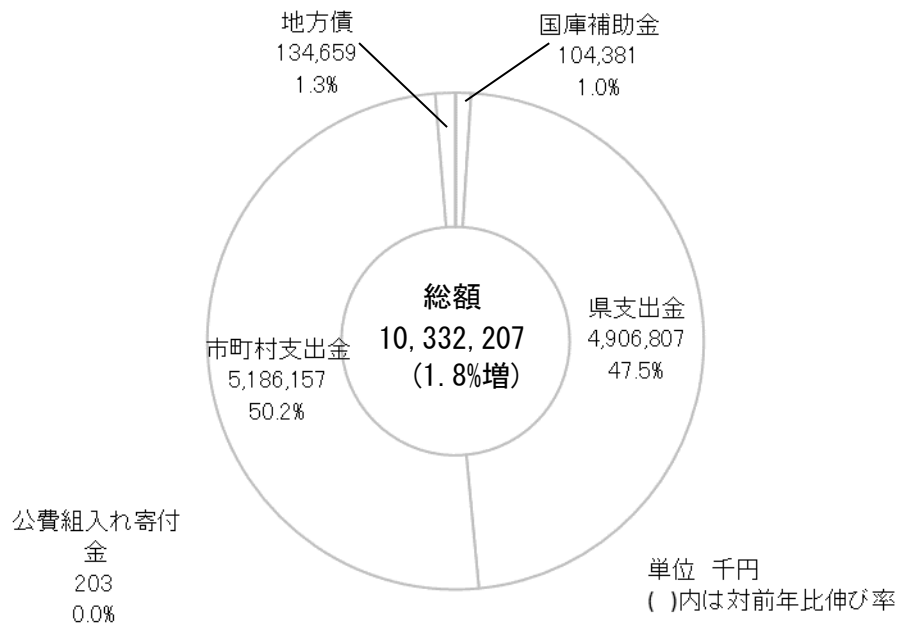 地方債
134,659
1.3%
国庫補助金
104,381
1.0%
総額
10,332,207
(1.8%増)
県支出金
4,906,807
47.5%
市町村支出金
5,186,157
50.2%
公費組入れ寄付
金
203
0.0%
単位 千円
( )内は対前年比伸び率